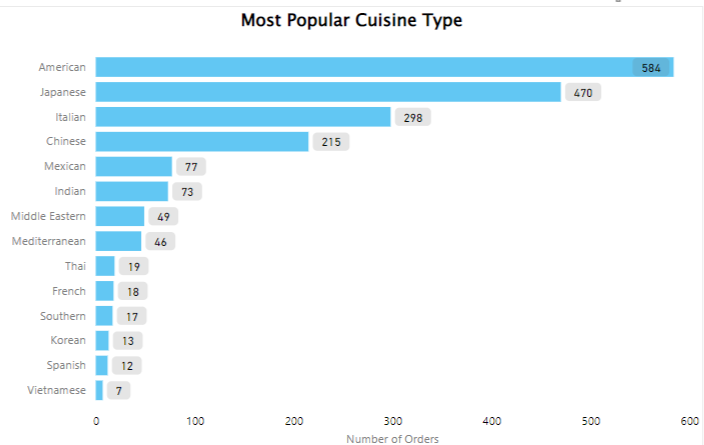 Most Popular Cuisine Type
American 584
Japanese 470
Italian 298
Chinese 215
Mexican 77
Indian 73
Middle Eastern 49
Mediterranean 46
Thai 19
French 18
Southern 17
Korean 13
Spanish 12
Vietnamese 7
0 100 200 300 400 500 600
Number of Orders